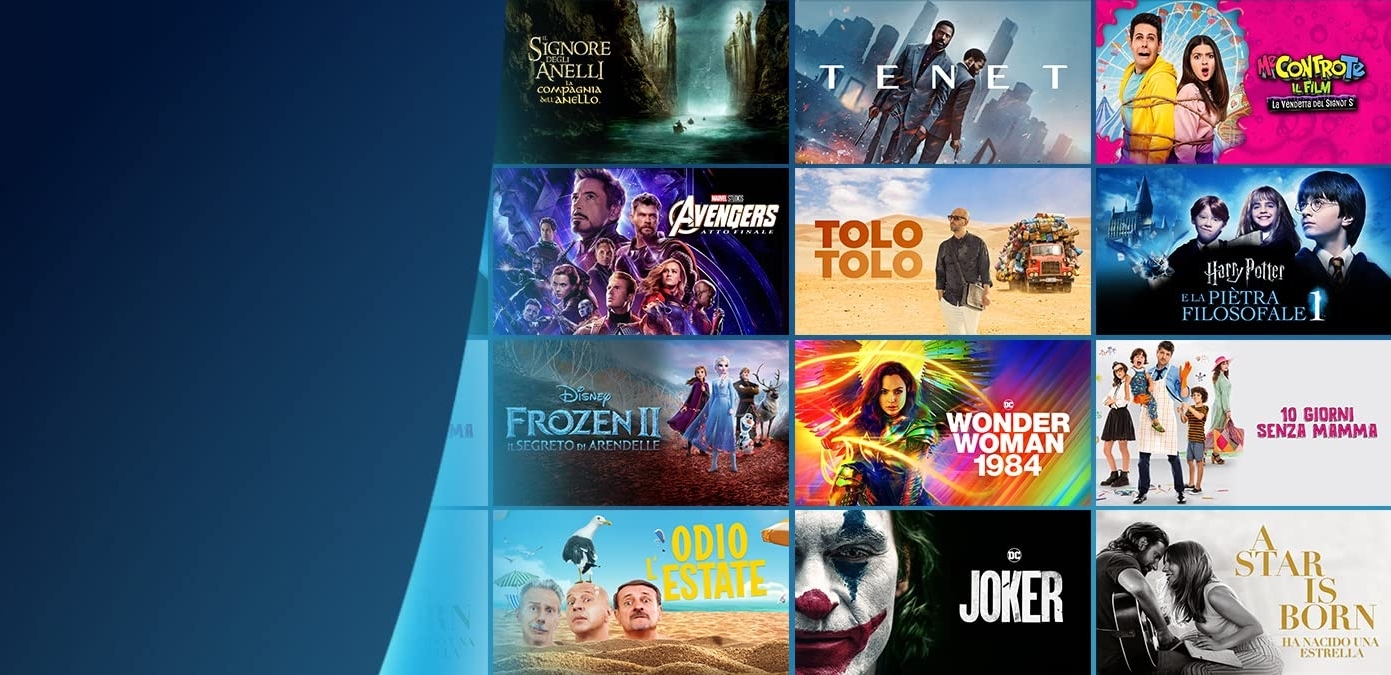 IL
SIGNORE
DEGLI
ANELLI
LA
COMPAGNIA
DELL'ANELLO
TENET
Me CONTRO Te
IL FILM
LA VENDETTA DEL SIGNOR S
MARVEL STUDIOS
AVENGERS
ATTO FINALE
TOLO
TOLO
Harry Potter
E LA PIETRA
FILOSOFALE 1
Disney
FROZEN II
IL SEGRETO DI ARENDELLE
DC
WONDER
WOMAN
1984
10 GIORNI
SENZA MAMMA
MA
ODIO
L'ESTATE
DC
JOKER
A
STAR
IS
BORN
HA NACIDO UNA
ESTRELLA
RN